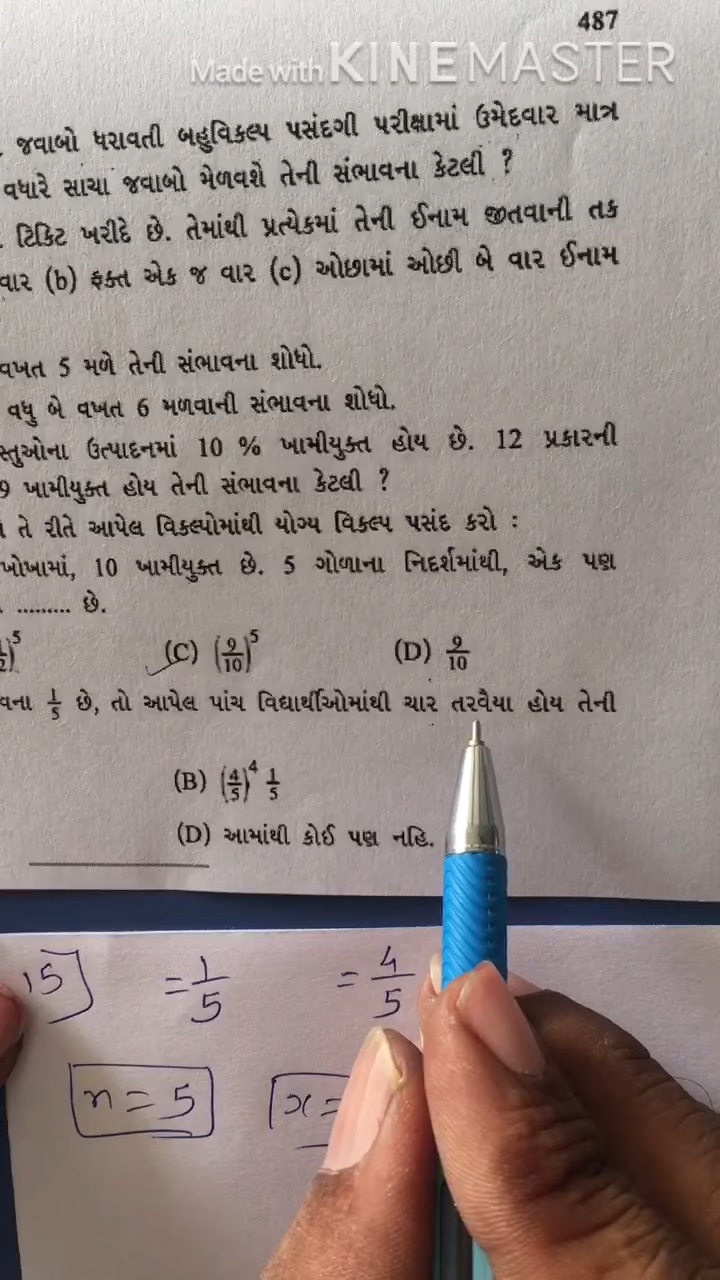 487
Made with KINEMASTER
જવાબો ધરાવતી બહુવિકલ્પ પસંદગી પરીક્ષામાં ઉમેદવાર માત્ર
વધારે સાચા જવાબો મેળવશે તેની સંભાવના કેટલી ?
ટિકિટ ખરીદે છે. તેમાંથી પ્રત્યેકમાં તેની ઈનામ જીતવાની તક
વાર (b) ફક્ત એક જ વાર (c) ઓછામાં ઓછી બે વાર ઈનામ
વખત 5 મળે તેની સંભાવના શોધો.
વધુ બે વખત 6 મળવાની સંભાવના શોધો.
સ્તુઓના ઉત્પાદનમાં 10 % ખામીયુક્ત હોય છે. 12 પ્રકારની
9 ખામીયુક્ત હોય તેની સંભાવના કેટલી ?
તે રીતે આપેલ વિકલ્પોમાંથી યોગ્ય વિકલ્પ પસંદ કરો :
ખોખામાં, 10 ખામીયુક્ત છે. 5 ગોળાના નિદર્શમાંથી, એક પણ
......... છે.
(C) (9/10)^5 (D) 9/10
વના 1/5 છે, તો આપેલ પાંચ વિદ્યાર્થીઓમાંથી ચાર તરવૈયા હોય તેની
(B) (4/5)^4 1/5
(D) આમાંથી કોઈ પણ નહિ.
15] = 1/5 = 4/5
n = 5 x =